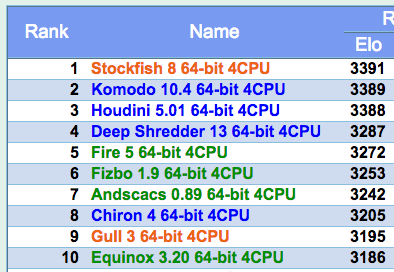 R
Rank Name
Elo
1 Stockfish 8 64-bit 4CPU 3391
2 Komodo 10.4 64-bit 4CPU 3389
3 Houdini 5.01 64-bit 4CPU 3388
4 Deep Shredder 13 64-bit 4CPU 3287
5 Fire 5 64-bit 4CPU 3272
6 Fizbo 1.9 64-bit 4CPU 3253
7 Andscacs 0.89 64-bit 4CPU 3242
8 Chiron 4 64-bit 4CPU 3205
9 Gull 3 64-bit 4CPU 3195
10 Equinox 3.20 64-bit 4CPU 3186